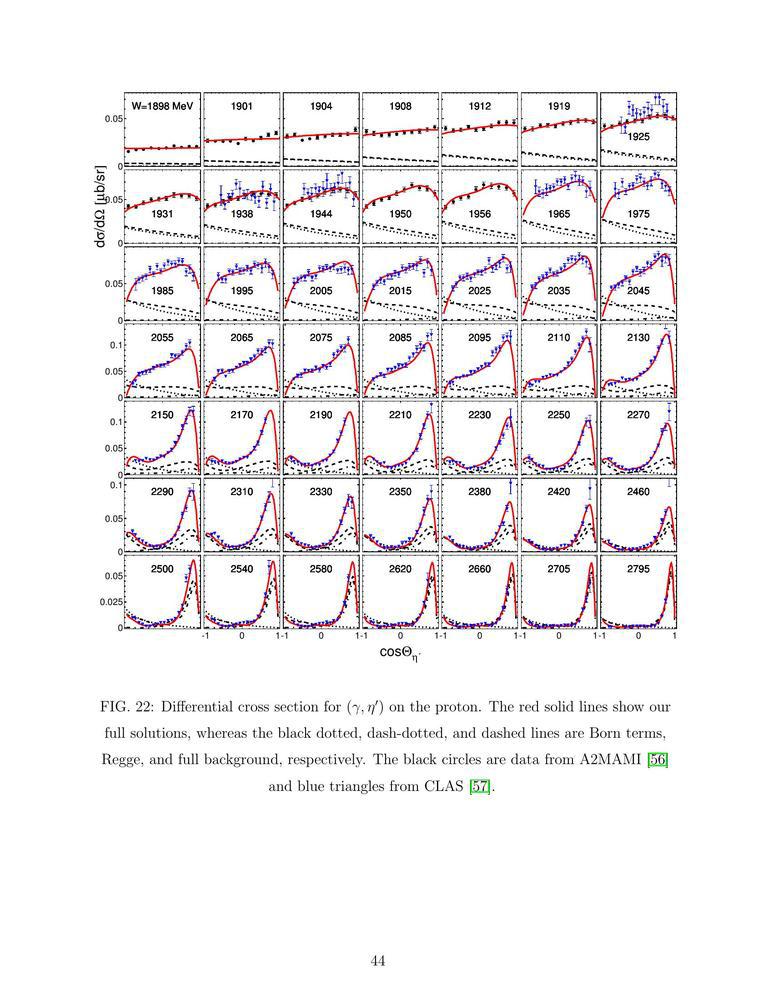 W=1898 MeV 1901 1904 1908 1912 1919 1925
0.05
0
1931 1938 1944 1950 1956 1965 1975
0.05
0
1985 1995 2005 2015 2025 2035 2045
0.05
0
dσ/dΩ [μb/sr]
2055 2065 2075 2085 2095 2110 2130
0.1
0.05
0
2150 2170 2190 2210 2230 2250 2270
0.1
0.05
0
2290 2310 2330 2350 2380 2420 2460
0.1
0.05
0
2500 2540 2580 2620 2660 2705 2795
0.05
0.025
0
-1 0 1 -1 0 1 -1 0 1 -1 0 1 -1 0 1 -1 0 1
cosΘη′
FIG. 22: Differential cross section for (γ, η′) on the proton. The red solid lines show our
full solutions, whereas the black dotted, dash-dotted, and dashed lines are Born terms,
Regge, and full background, respectively. The black circles are data from A2MAMI [56]
and blue triangles from CLAS [57].
44